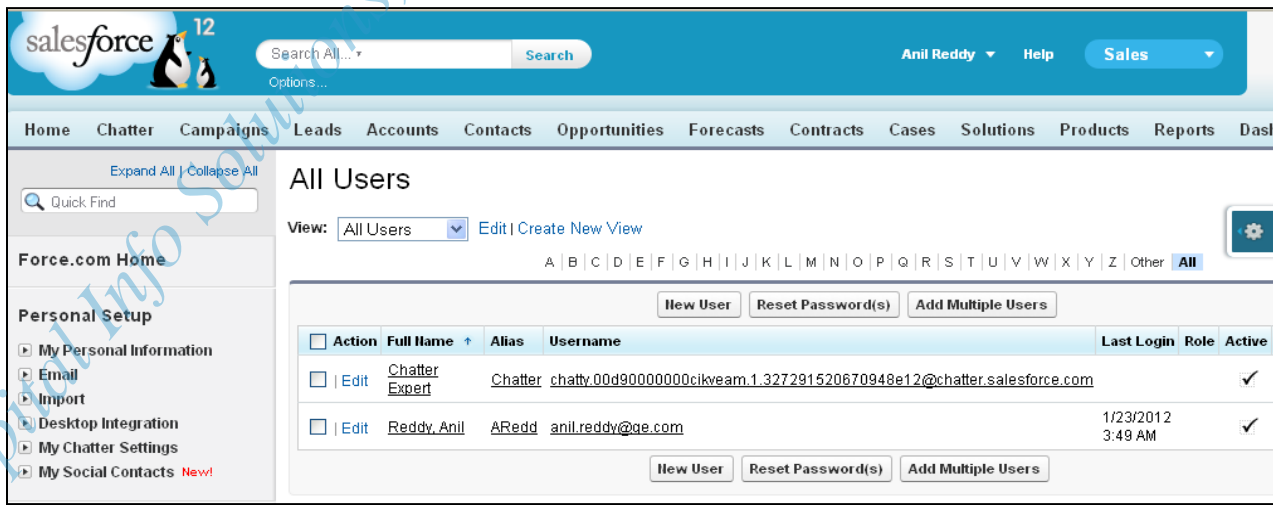 salesforce 12
Search All... Search Anil Reddy Help Sales
Options...
Home Chatter Campaigns Leads Accounts Contacts Opportunities Forecasts Contracts Cases Solutions Products Reports
Expand All | Collapse All
Quick Find
Force.com Home
Personal Setup
My Personal Information
Email
Import
Desktop Integration
My Chatter Settings
My Social Contacts New!
All Users
View: All Users Edit | Create New View
A | B | C | D | E | F | G | H | I | J | K | L | M | N | O | P | Q | R | S | T | U | V | W | X | Y | Z | Other All
New User Reset Password(s) Add Multiple Users
Action Full Name Alias Username Last Login Role Active
| Edit Chatter Expert Chatter chatty.00d90000000cikveam.1.327291520670948e12@chatter.salesforce.com
| Edit Reddy, Anil ARedd anil.reddy@qe.com 1/23/2012 3:49 AM
New User Reset Password(s) Add Multiple Users
Info Solutions